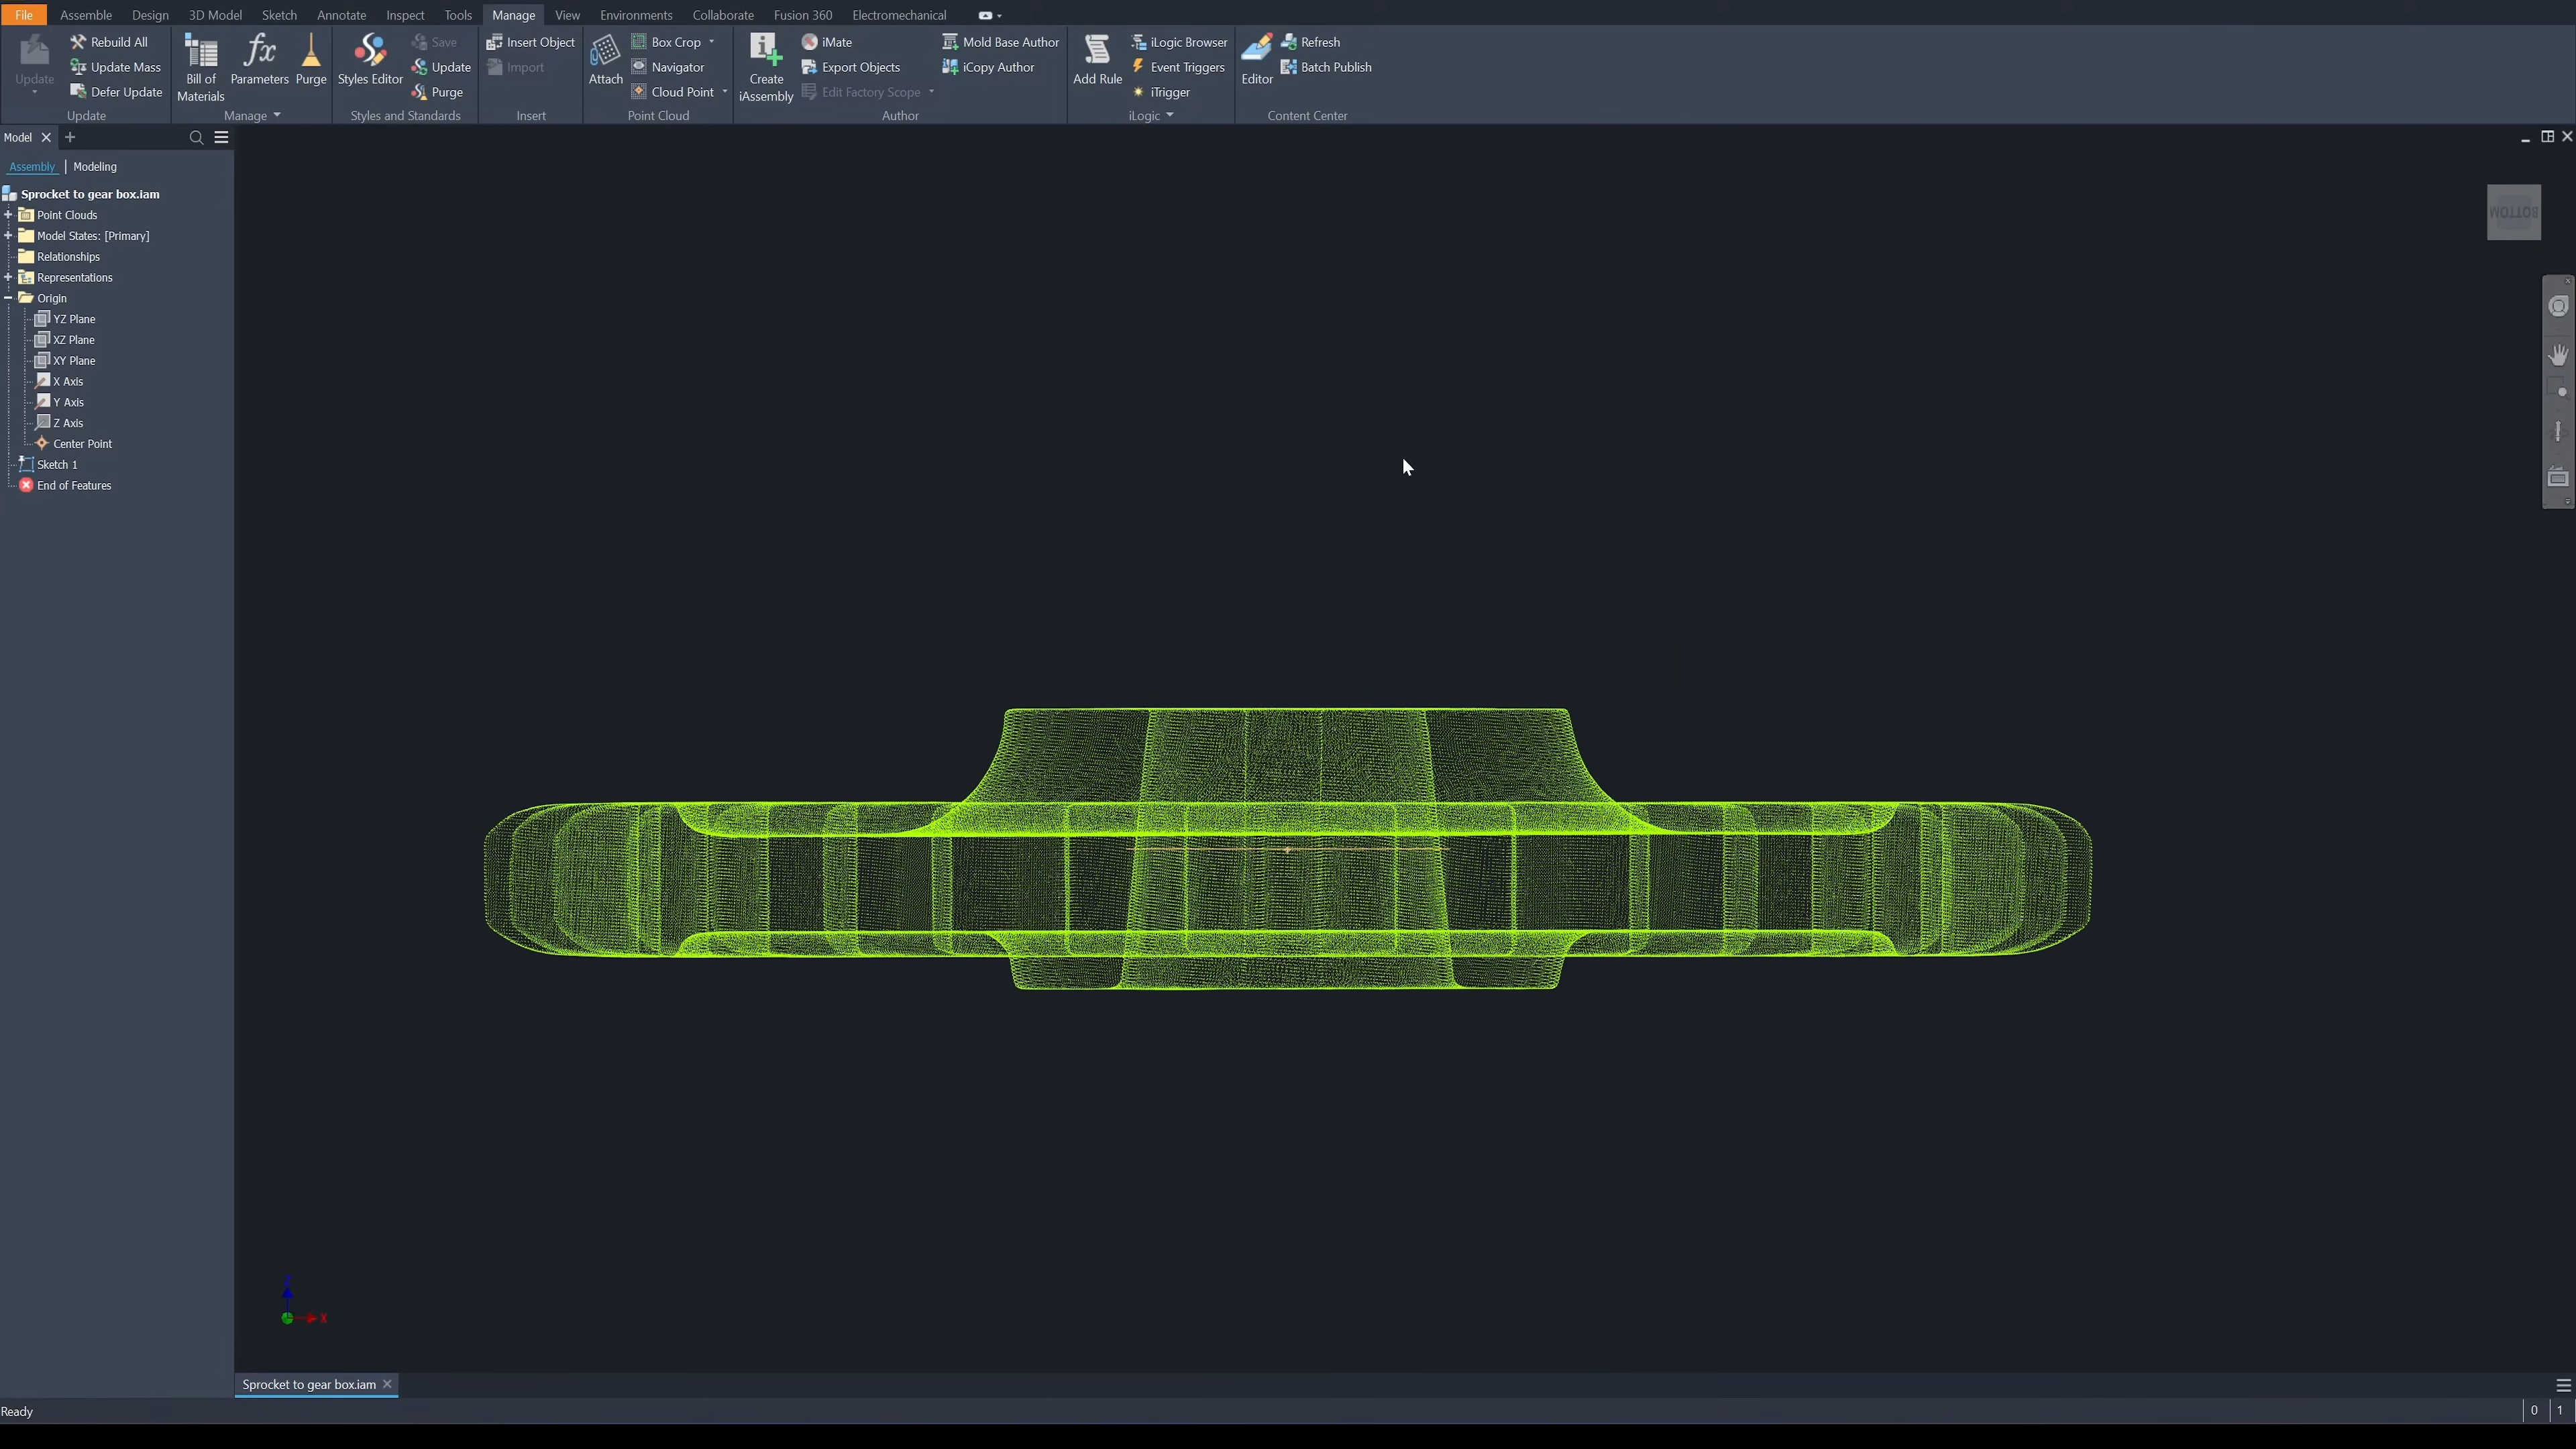 File Assemble Design 3D Model Sketch Annotate Inspect Tools Manage View Environments Collaborate Fusion 360 Electromechanical
Update
Rebuild All
Update Mass
Defer Update
Update
Bill of
Materials
Parameters
Purge
Manage
Styles Editor
Save
Update
Purge
Styles and Standards
Insert Object
Import
Insert
Attach
Box Crop
Navigator
Cloud Point
Point Cloud
Create
iAssembly
iMate
Export Objects
Edit Factory Scope
Mold Base Author
iCopy Author
Author
Add Rule
iLogic Browser
Event Triggers
iTrigger
iLogic
Editor
Refresh
Batch Publish
Content Center
Model
Assembly | Modeling
Sprocket to gear box.iam
Point Clouds
Model States: [Primary]
Relationships
Representations
Origin
YZ Plane
XZ Plane
XY Plane
X Axis
Y Axis
Z Axis
Center Point
Sketch 1
End of Features
BOTTOM
Z
X
Sprocket to gear box.iam
Ready
0 1